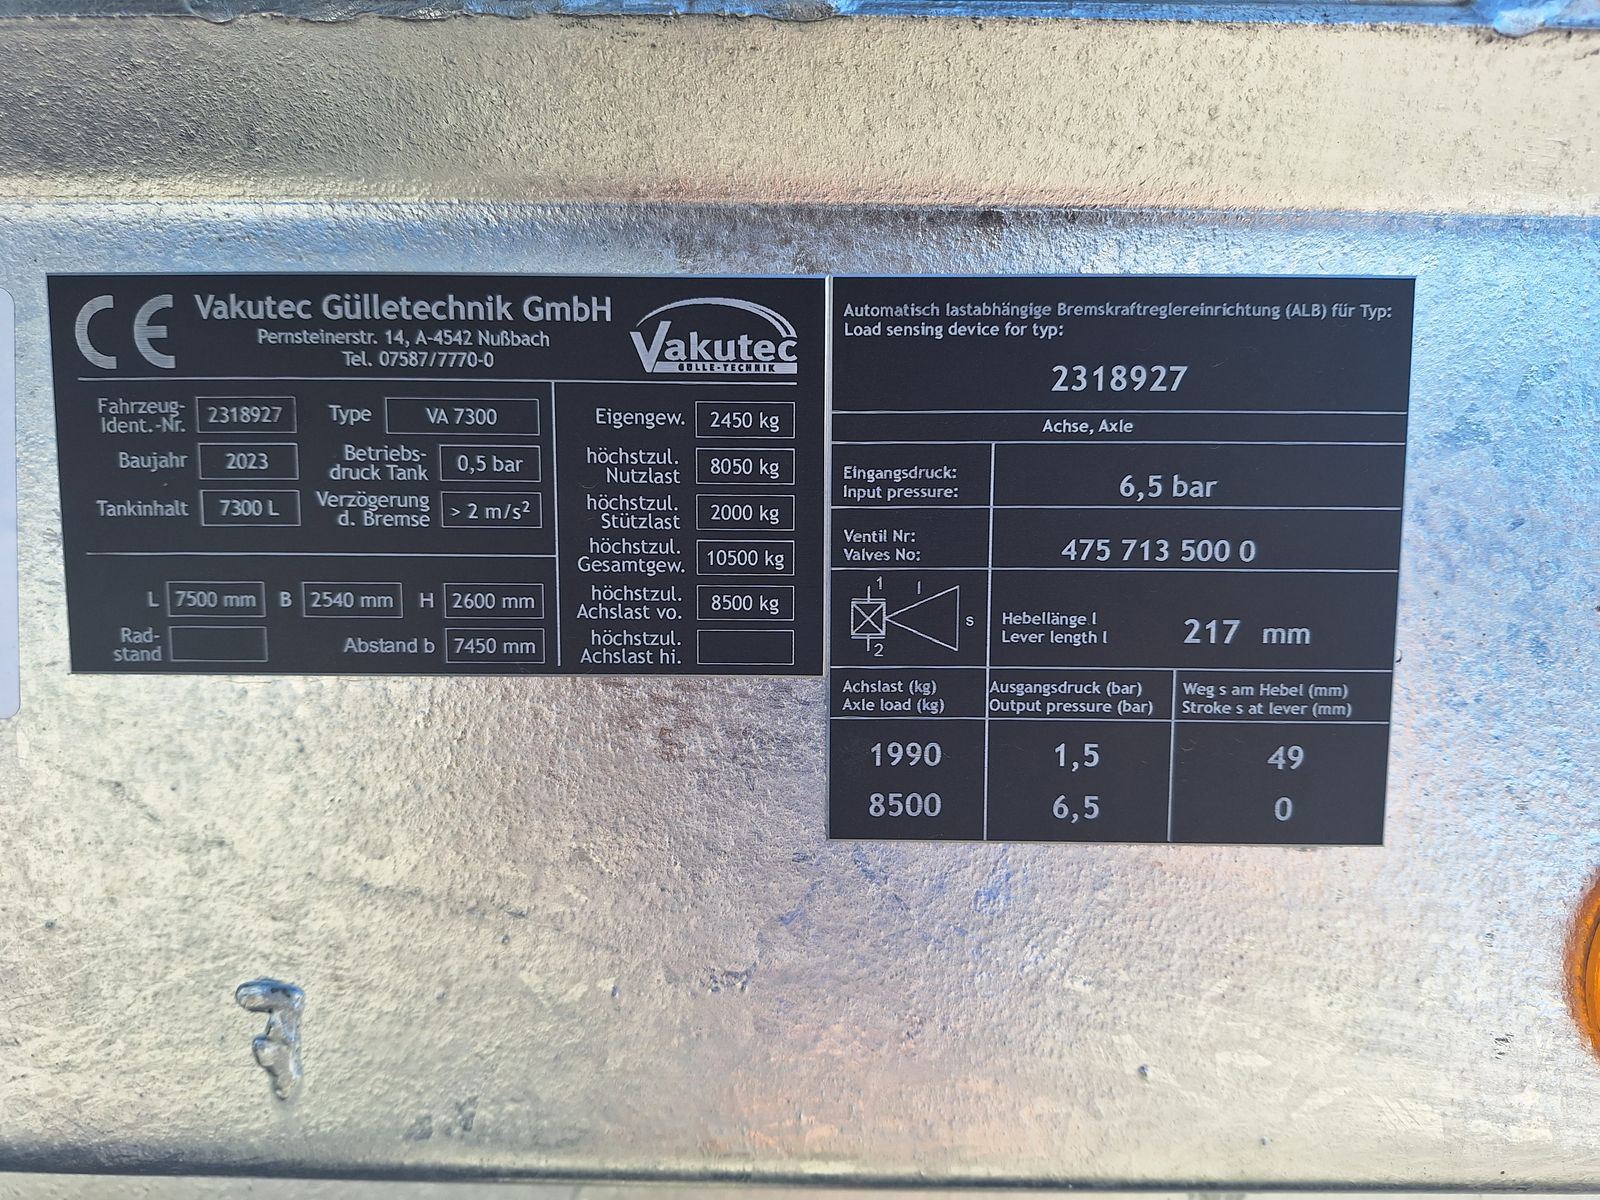 CE
Vakutec Gülletechnik GmbH
Pernsteinerstr. 14, A-4542 Nußbach
Tel. 07587/7770-0
Vakutec
GÜLLE-TECHNIK
Fahrzeug-
Ident.-Nr.
2318927
Type
VA 7300
Baujahr
2023
Betriebs-
druck Tank
0,5 bar
Tankinhalt
7300 L
Verzögerung
d. Bremse
> 2 m/s²
L
7500 mm
B
2540 mm
H
2600 mm
Rad-
stand
Abstand b
7450 mm
Eigengew.
2450 kg
höchstzul.
Nutzlast
8050 kg
höchstzul.
Stützlast
2000 kg
höchstzul.
Gesamtgew.
10500 kg
höchstzul.
Achslast vo.
8500 kg
höchstzul.
Achslast hi.
Automatisch lastabhängige Bremskraftreglereinrichtung (ALB) für Typ:
Load sensing device for typ:
2318927
Achse, Axle
Eingangsdruck:
Input pressure:
6,5 bar
Ventil Nr:
Valves No:
475 713 500 0
1
l
s
2
Hebellänge l
Lever length l
217 mm
Achslast (kg)
Axle load (kg)
Ausgangsdruck (bar)
Output pressure (bar)
Weg s am Hebel (mm)
Stroke s at lever (mm)
1990 1,5 49
8500 6,5 0